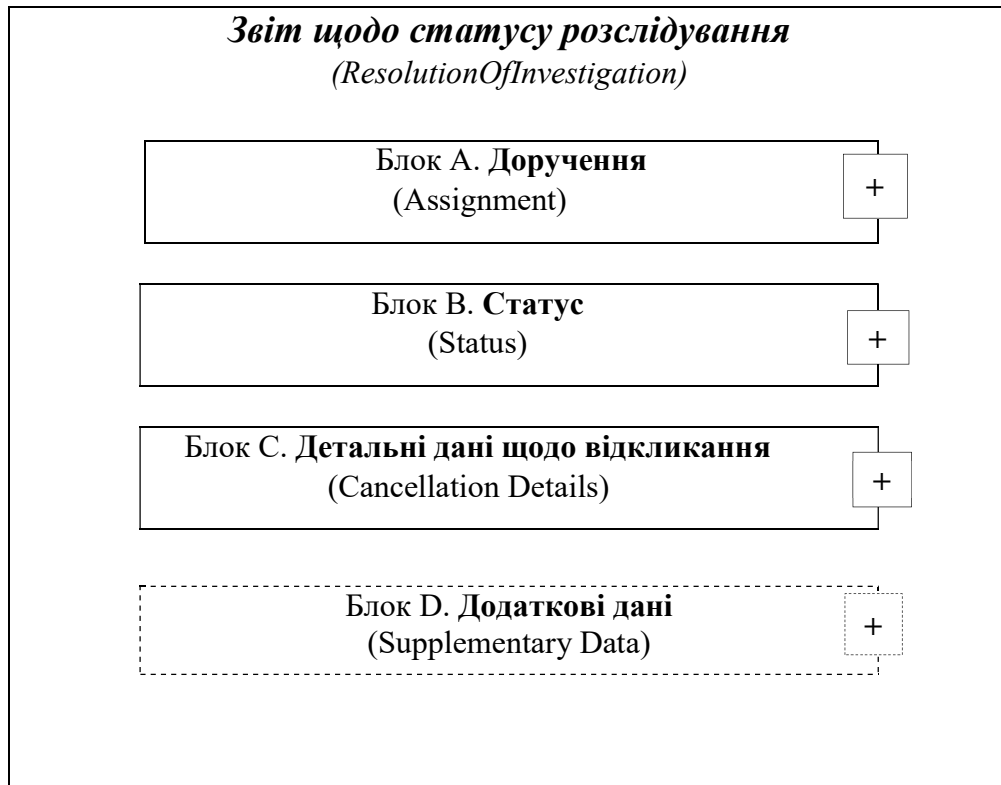 Звіт щодо статусу розслідування
(ResolutionOfInvestigation)
Блок A. Доручення
(Assignment)
+
Блок B. Статус
(Status)
+
Блок C. Детальні дані щодо відкликання
(Cancellation Details)
+
Блок D. Додаткові дані
(Supplementary Data)
+